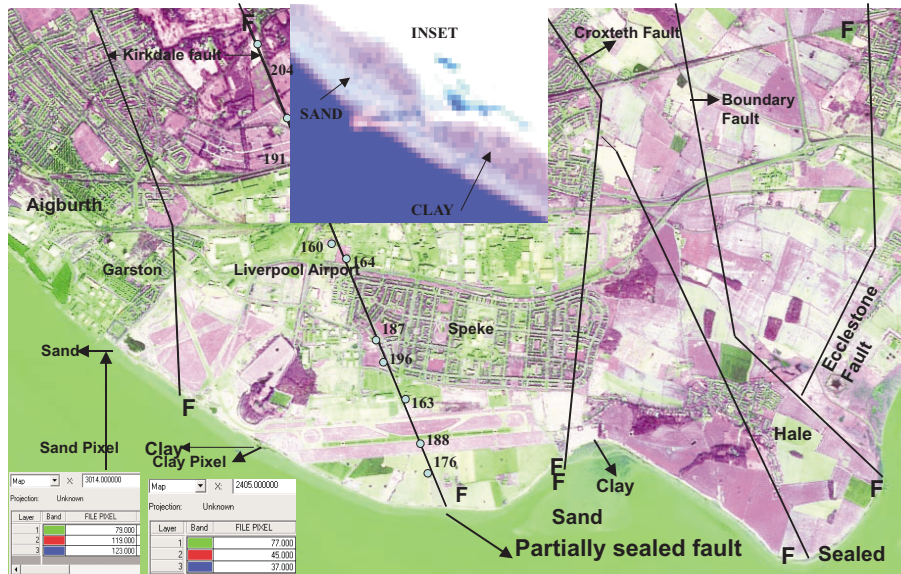 F
Kirkdale fault
204
191
INSET
SAND
CLAY
Croxteth Fault
F
Boundary
Fault
Aigburth
160
164
Garston
Liverpool Airport
187
Speke
196
Sand
Ecclestone
Fault
F
163
Hale
Sand Pixel
Clay
Clay Pixel
188
176
F
F
F
Clay
F
F
Sand
Partially sealed fault
F
Sealed
Map X: 3014.000000
Projection: Unknown
Layer Band FILE PIXEL
1 79.000
2 119.000
3 123.000
Map X: 2405.000000
Projection: Unknown
Layer Band FILE PIXEL
1 77.000
2 45.000
3 37.000